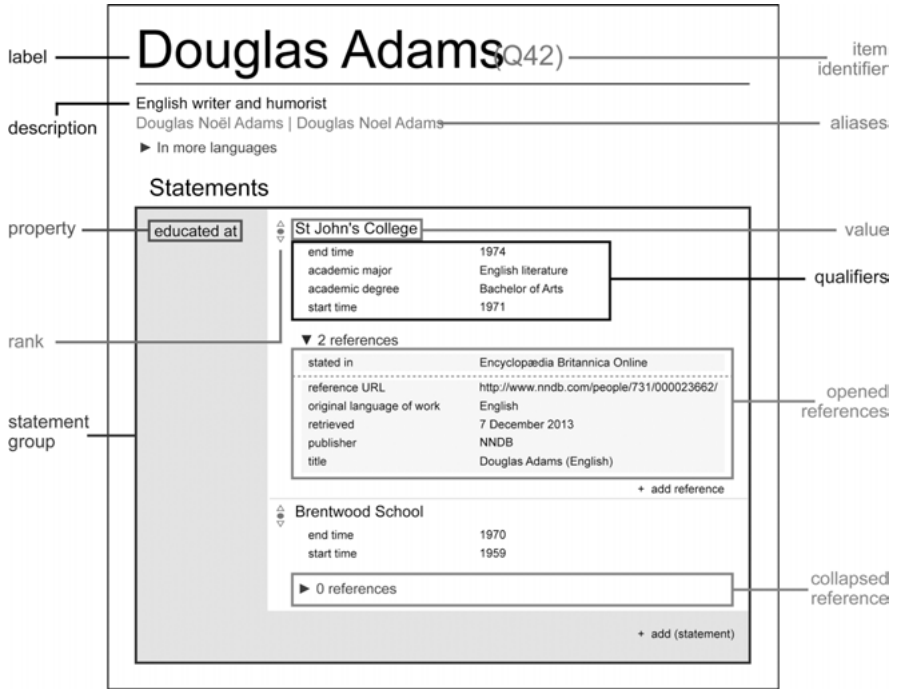 label
Douglas Adams (Q42)
item identifier
description
English writer and humorist
Douglas Noël Adams | Douglas Noel Adams
aliases
► In more languages
Statements
property
educated at
St John's College
value
end time 1974
academic major English literature
academic degree Bachelor of Arts
start time 1971
qualifiers
rank
▼ 2 references
stated in Encyclopædia Britannica Online
reference URL http://www.nndb.com/people/731/000023662/
original language of work English
retrieved 7 December 2013
publisher NNDB
title Douglas Adams (English)
opened references
statement group
+ add reference
Brentwood School
end time 1970
start time 1959
► 0 references
collapsed reference
+ add (statement)